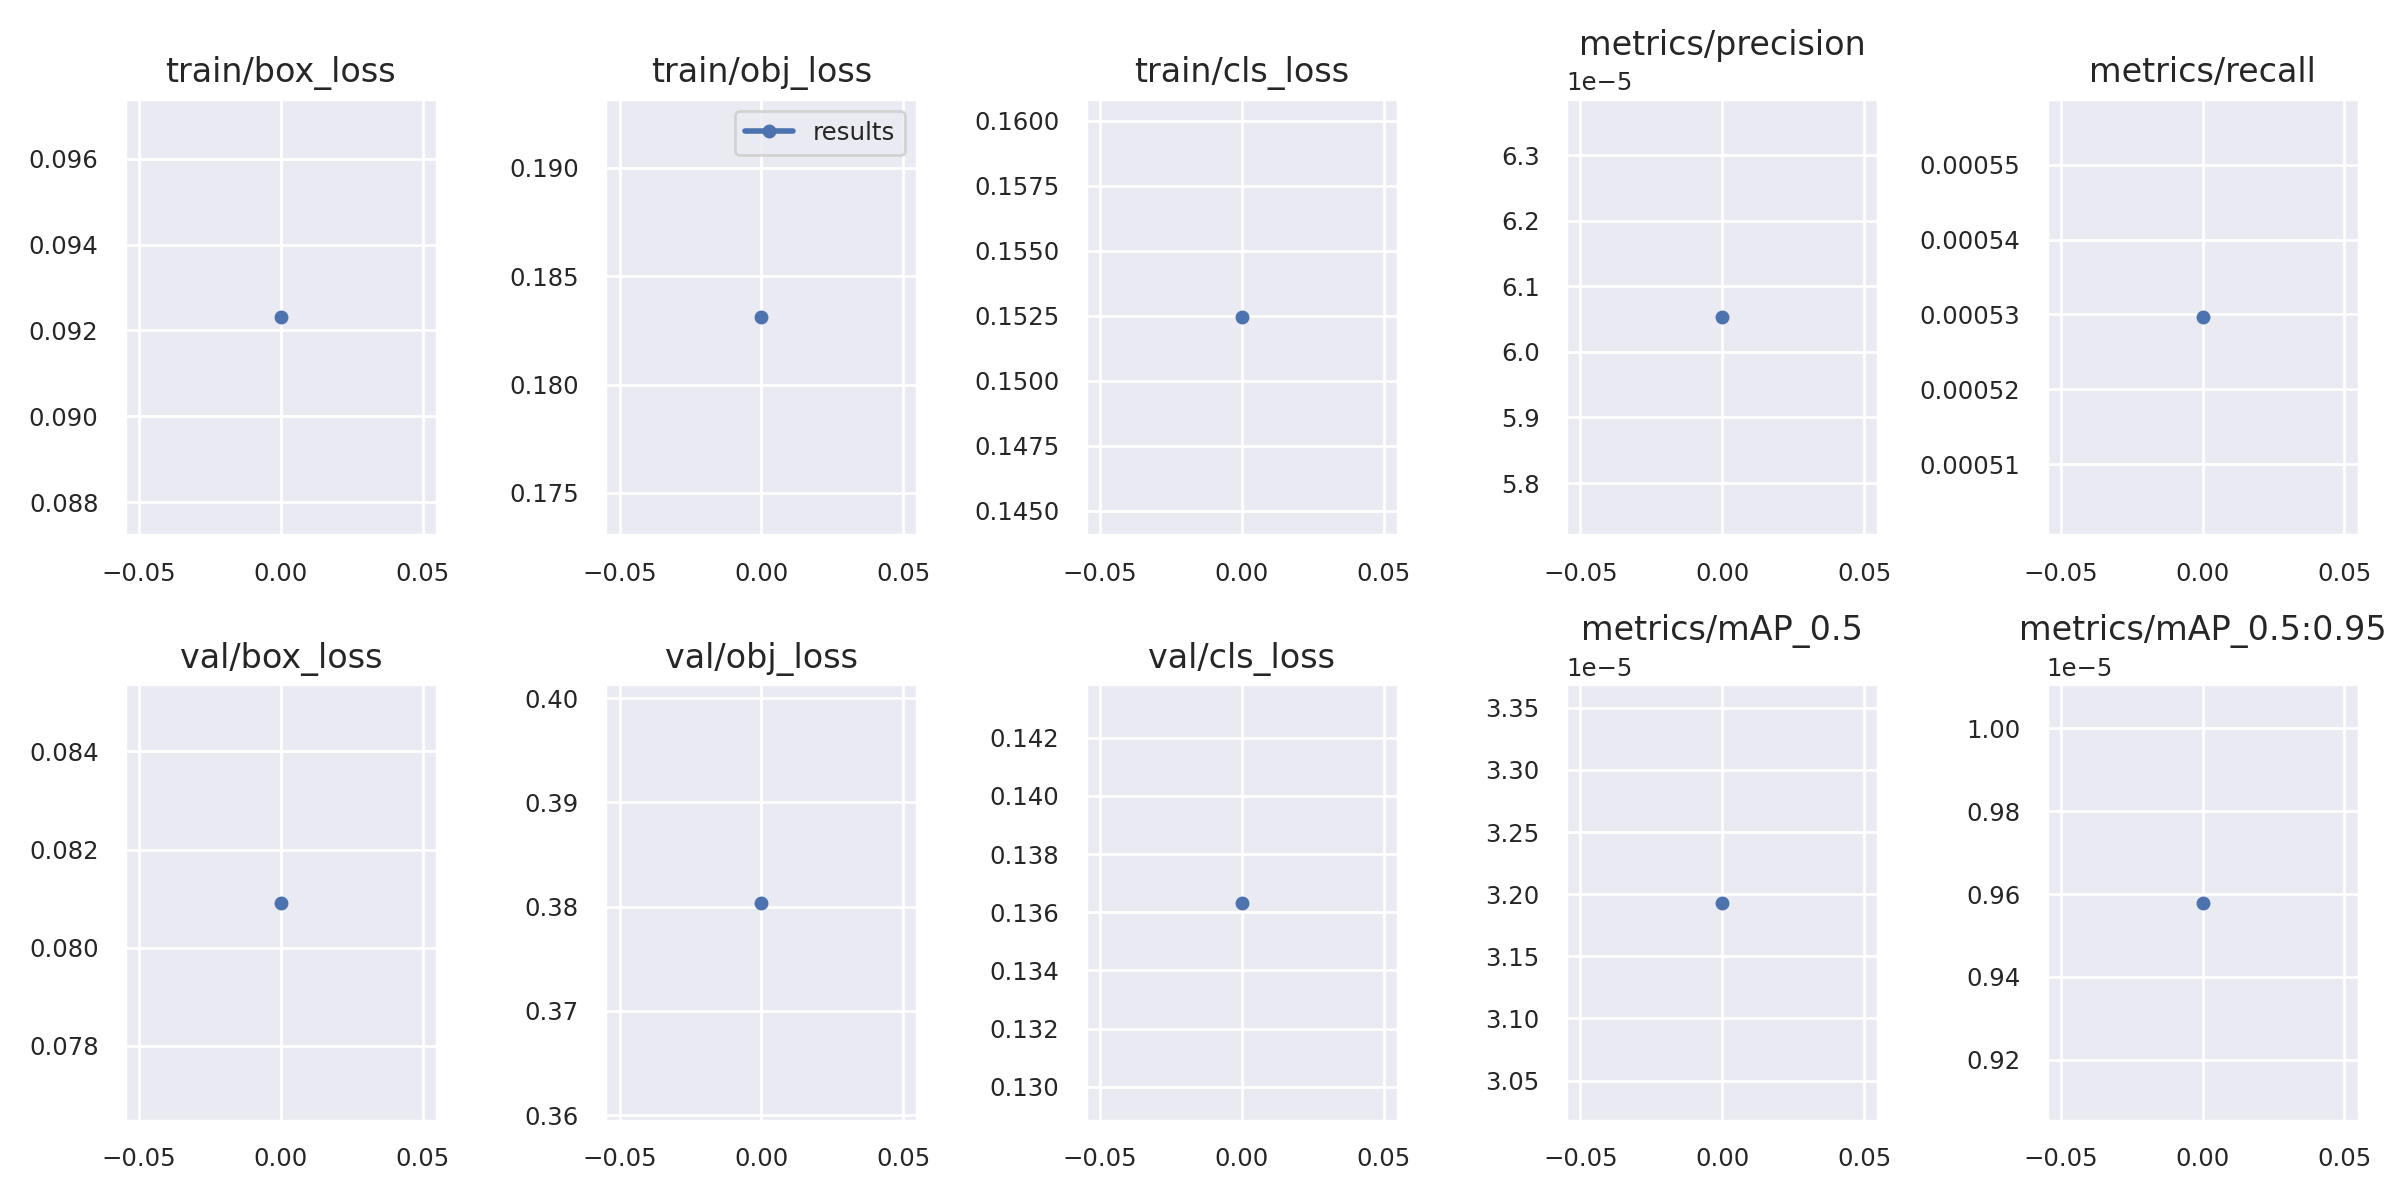 train/box_loss
0.096
0.094
0.092
0.090
0.088
−0.05 0.00 0.05
train/obj_loss
results
0.190
0.185
0.180
0.175
−0.05 0.00 0.05
train/cls_loss
0.1600
0.1575
0.1550
0.1525
0.1500
0.1475
0.1450
−0.05 0.00 0.05
metrics/precision
1e−5
6.3
6.2
6.1
6.0
5.9
5.8
−0.05 0.00 0.05
metrics/recall
0.00055
0.00054
0.00053
0.00052
0.00051
−0.05 0.00 0.05
val/box_loss
0.084
0.082
0.080
0.078
−0.05 0.00 0.05
val/obj_loss
0.40
0.39
0.38
0.37
0.36
−0.05 0.00 0.05
val/cls_loss
0.142
0.140
0.138
0.136
0.134
0.132
0.130
−0.05 0.00 0.05
metrics/mAP_0.5
1e−5
3.35
3.30
3.25
3.20
3.15
3.10
3.05
−0.05 0.00 0.05
metrics/mAP_0.5:0.95
1e−5
1.00
0.98
0.96
0.94
0.92
−0.05 0.00 0.05